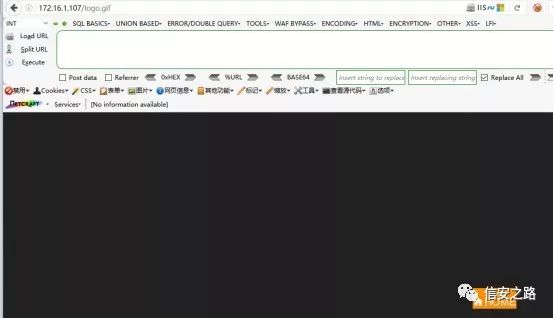 172.16.1.107/logo.gif
IIS
INT SQL BASICS UNION BASED ERROR/DOUBLE QUERY TOOLS WAF BYPASS ENCODING HTML ENCRYPTION OTHER XSS LFI
Load URL
Split URL
Execute
Post data Referrer 0xHEX %URL BASE64 Insert string to replace Insert replacing string Replace All
禁用 Cookies CSS 表单 图片 网页信息 其他功能 标记 缩放 工具 查看源代码 选项
NETCRAFT Services [No information available]
信安之路
HOME